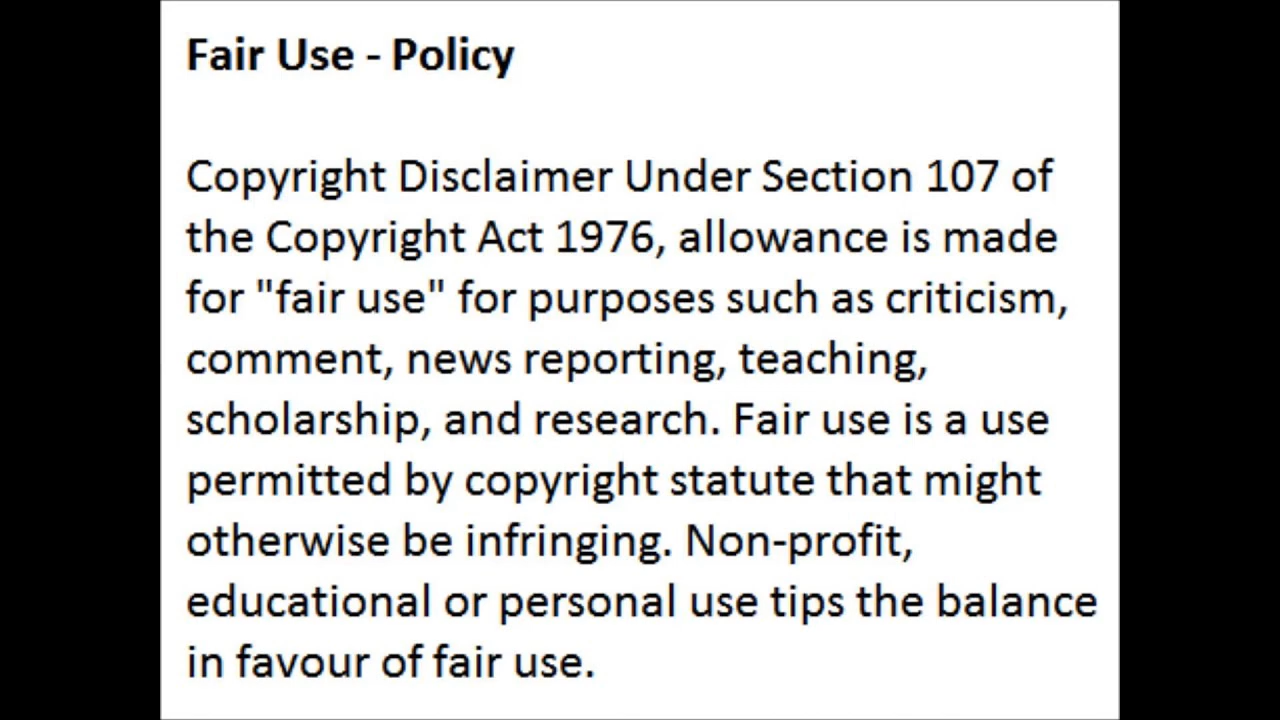 Fair Use - Policy
Copyright Disclaimer Under Section 107 of
the Copyright Act 1976, allowance is made
for "fair use" for purposes such as criticism,
comment, news reporting, teaching,
scholarship, and research. Fair use is a use
permitted by copyright statute that might
otherwise be infringing. Non-profit,
educational or personal use tips the balance
in favour of fair use.